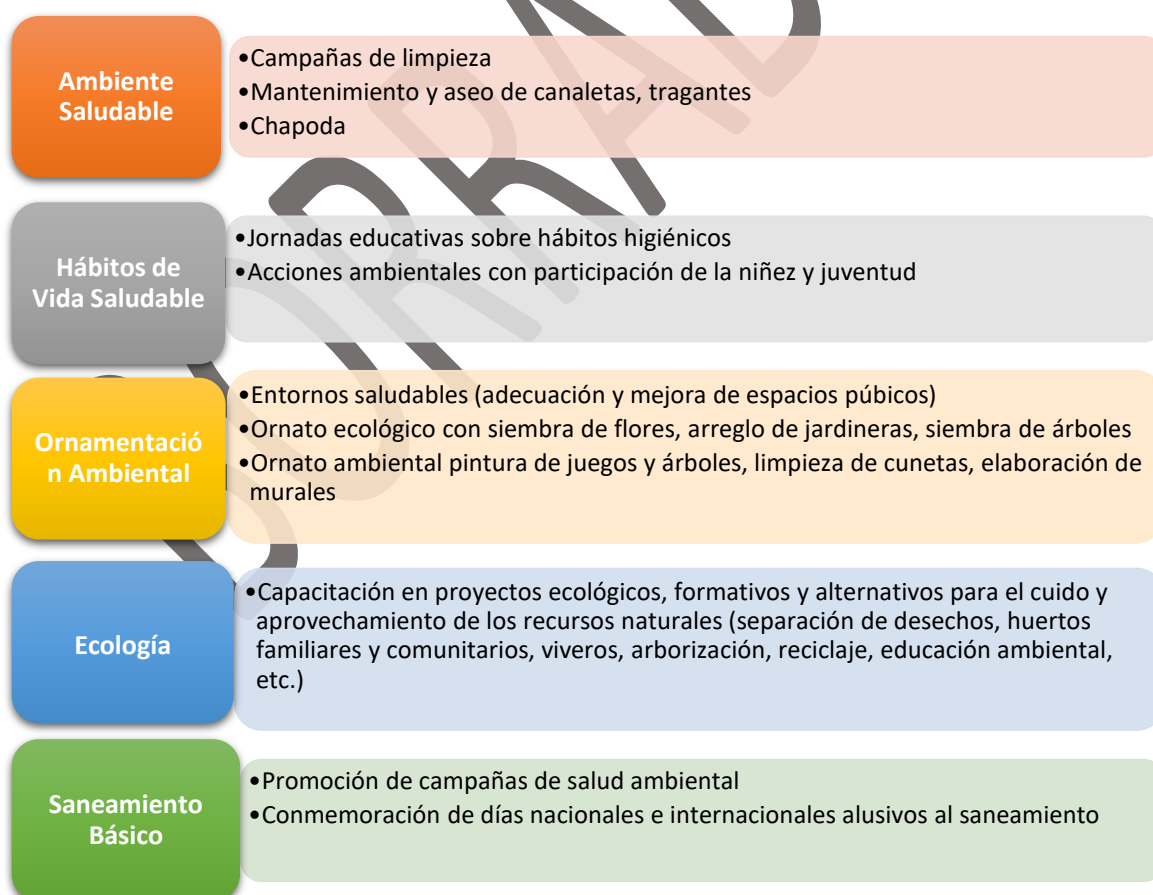 Ambiente
Saludable
•Campañas de limpieza
•Mantenimiento y aseo de canaletas, tragantes
•Chapoda
Hábitos de
Vida Saludable
•Jornadas educativas sobre hábitos higiénicos
•Acciones ambientales con participación de la niñez y juventud
Ornamentació
n Ambiental
•Entornos saludables (adecuación y mejora de espacios púbicos)
•Ornato ecológico con siembra de flores, arreglo de jardineras, siembra de árboles
•Ornato ambiental pintura de juegos y árboles, limpieza de cunetas, elaboración de
murales
Ecología
•Capacitación en proyectos ecológicos, formativos y alternativos para el cuido y
aprovechamiento de los recursos naturales (separación de desechos, huertos
familiares y comunitarios, viveros, arborización, reciclaje, educación ambiental,
etc.)
Saneamiento
Básico
•Promoción de campañas de salud ambiental
•Conmemoración de días nacionales e internacionales alusivos al saneamiento